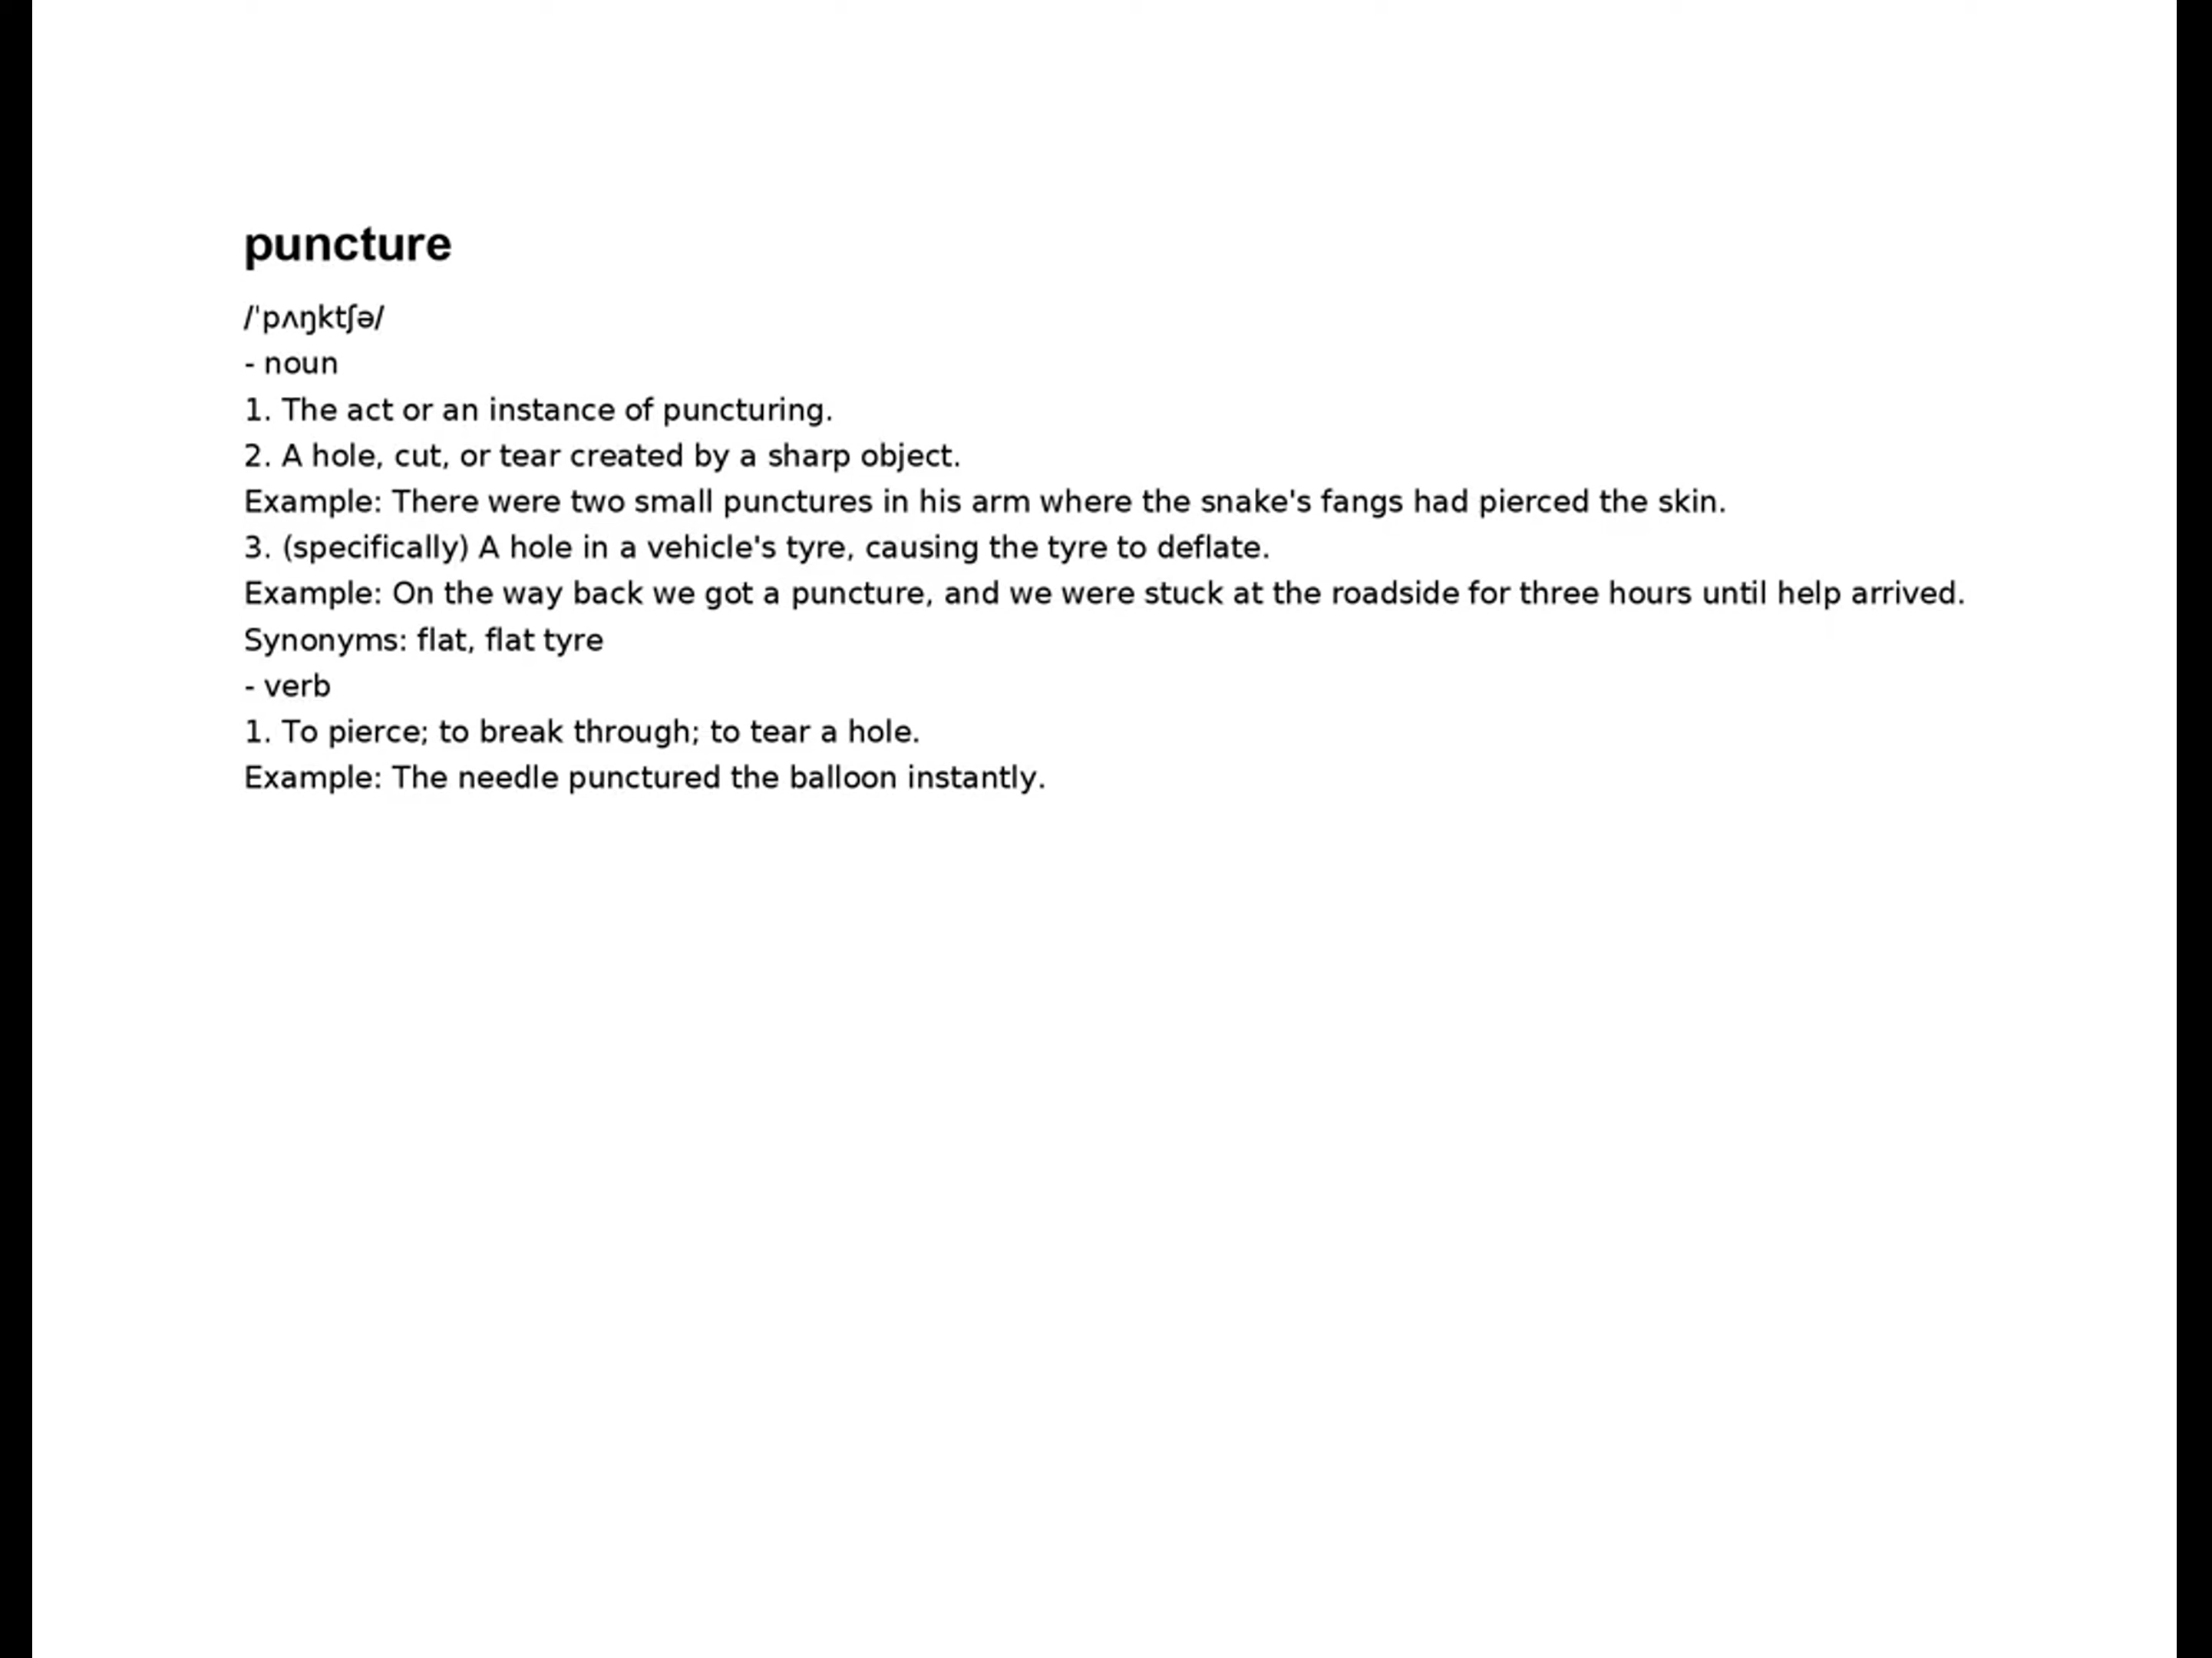 puncture
/ˈpʌŋktʃə/
- noun
1. The act or an instance of puncturing.
2. A hole, cut, or tear created by a sharp object.
Example: There were two small punctures in his arm where the snake's fangs had pierced the skin.
3. (specifically) A hole in a vehicle's tyre, causing the tyre to deflate.
Example: On the way back we got a puncture, and we were stuck at the roadside for three hours until help arrived.
Synonyms: flat, flat tyre
- verb
1. To pierce; to break through; to tear a hole.
Example: The needle punctured the balloon instantly.